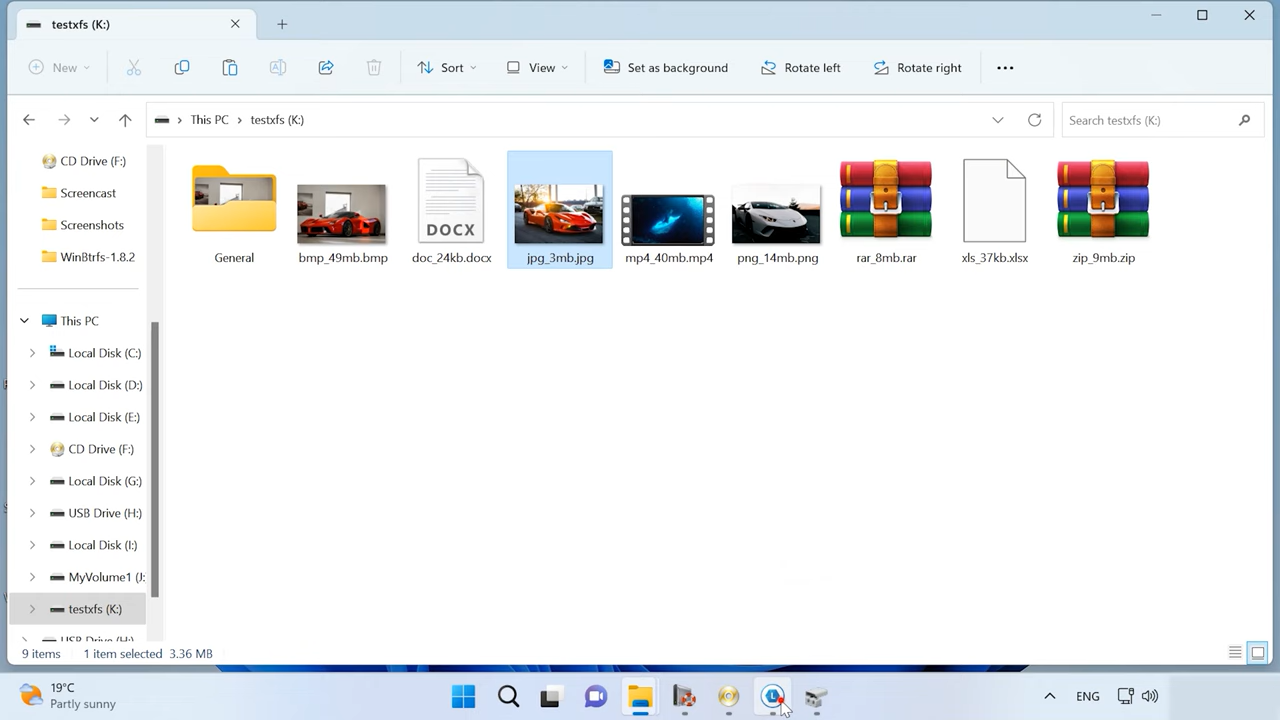 testxfs (K:)
New
Sort
View
Set as background
Rotate left
Rotate right
This PC
testxfs (K:)
Search testxfs (K:)
CD Drive (F:)
Screencast
Screenshots
WinBtrfs-1.8.2
This PC
Local Disk (C:)
Local Disk (D:)
Local Disk (E:)
CD Drive (F:)
Local Disk (G:)
USB Drive (H:)
Local Disk (I:)
MyVolume1 (J:
testxfs (K:)
USB Drive (H:)
General
bmp_49mb.bmp
DOCX
doc_24kb.docx
jpg_3mb.jpg
mp4_40mb.mp4
png_14mb.png
rar_8mb.rar
xls_37kb.xlsx
zip_9mb.zip
9 items
1 item selected 3.36 MB
19°C
Partly sunny
L
ENG